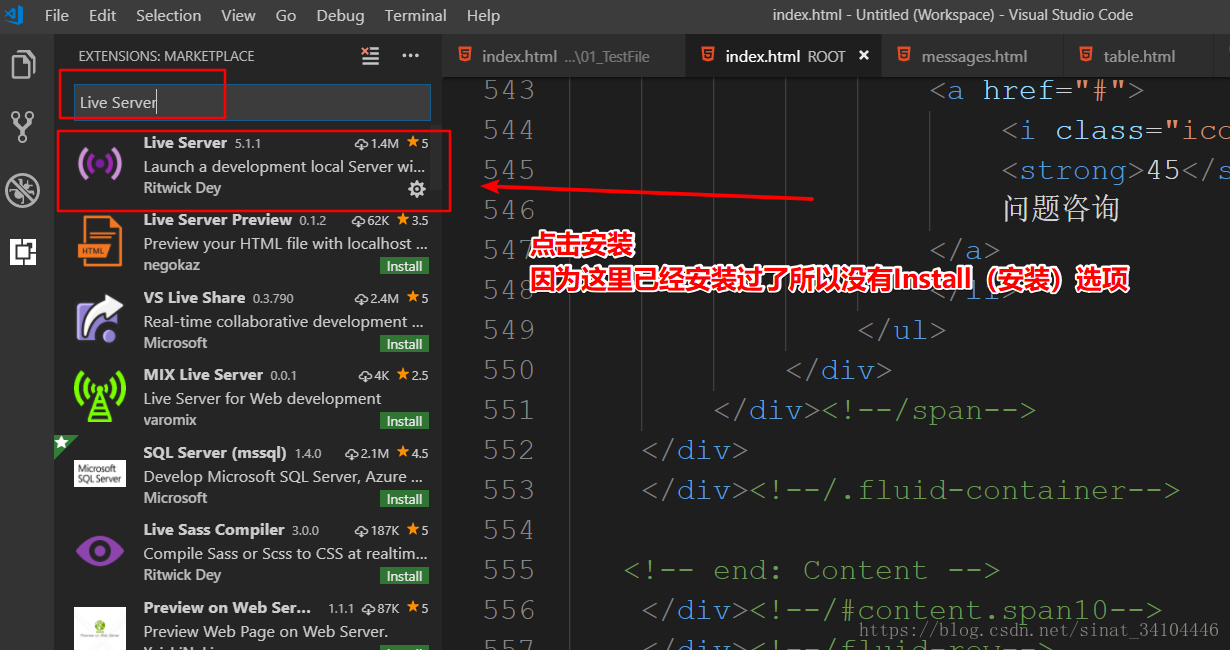 File Edit Selection View Go Debug Terminal Help
index.html - Untitled (Workspace) - Visual Studio Code
EXTENSIONS: MARKETPLACE
index.html ...\01_TestFile
index.html ROOT
messages.html
table.html
Live Server
Live Server 5.1.1 1.4M 5
Launch a development local Server wi...
Ritwick Dey
Live Server Preview 0.1.2 62K 3.5
Preview your HTML file with localhost ...
negokaz Install
HTML
VS Live Share 0.3.790 2.4M 5
Real-time collaborative development ...
Microsoft Install
MIX Live Server 0.0.1 4K 2.5
Live Server for Web development
varomix Install
SQL Server (mssql) 1.4.0 2.1M 4.5
Microsoft
SQL Server
Develop Microsoft SQL Server, Azure ...
Microsoft Install
Live Sass Compiler 3.0.0 187K 5
Compile Sass or Scss to CSS at realtim...
Ritwick Dey Install
Preview on Web Ser... 1.1.1 87K 5
Preview Web Page on Web Server.
543 <a href="#">
544 <i class="ico
545 <strong>45</s
546 问题咨询
547 </a>
548 </li>
549 </ul>
550 </div>
551 </div><!--/span-->
552 </div>
553 </div><!--/.fluid-container-->
554
555 <!-- end: Content -->
556 </div><!--/#content.span10-->
557 </div><!--/fluid-row-->
点击安装
因为这里已经安装过了所以没有Install（安装）选项
https://blog.csdn.net/sinat_34104446